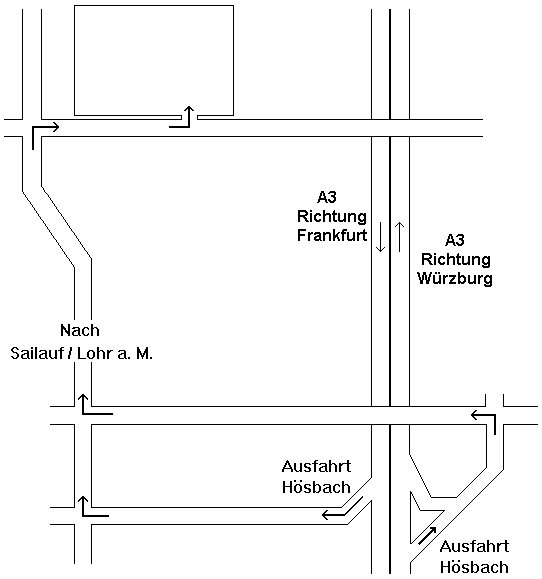 A3
Richtung
Frankfurt
A3
Richtung
Würzburg
Nach
Sailauf / Lohr a. M.
Ausfahrt
Hösbach
Ausfahrt
Hösbach